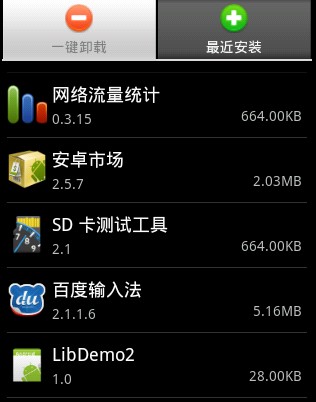 一键卸载
最近安装
网络流量统计
0.3.15
664.00KB
安卓市场
2.5.7
2.03MB
SD 卡测试工具
2.1
664.00KB
du
百度输入法
2.1.1.6
5.16MB
LibDemo2
1.0
28.00KB